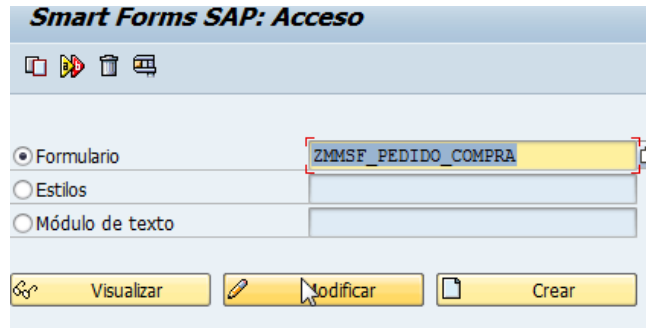 Smart Forms SAP: Acceso
Formulario ZMMSF_PEDIDO_COMPRA
Estilos
Módulo de texto
Visualizar Modificar Crear